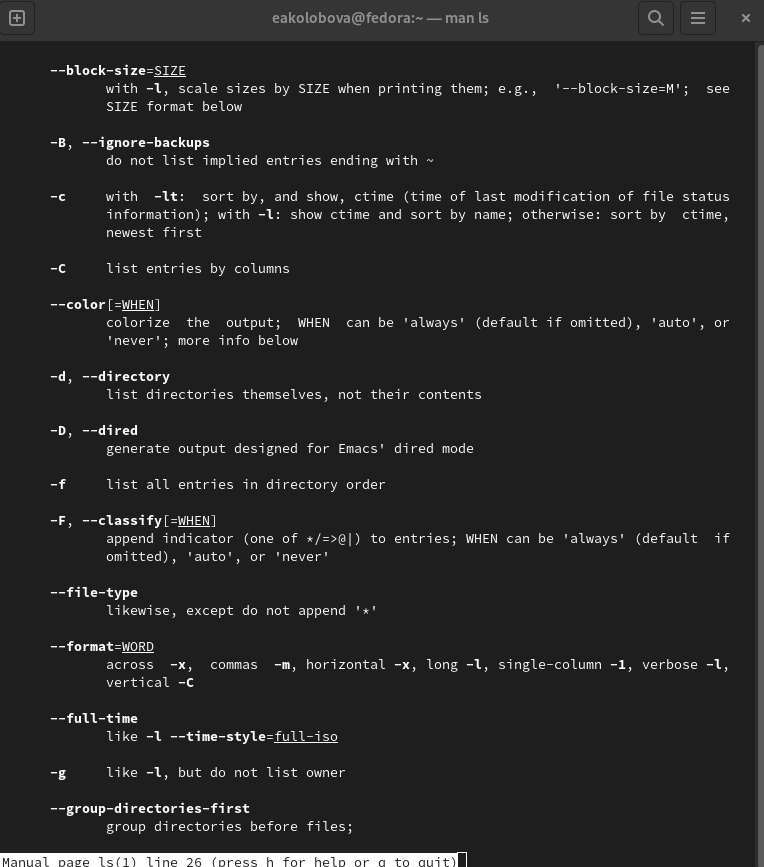 eakolobova@fedora:~ — man ls
--block-size=SIZE
with -l, scale sizes by SIZE when printing them; e.g., '--block-size=M'; see
SIZE format below
-B, --ignore-backups
do not list implied entries ending with ~
-c with -lt: sort by, and show, ctime (time of last modification of file status
information); with -l: show ctime and sort by name; otherwise: sort by ctime,
newest first
-C list entries by columns
--color[=WHEN]
colorize the output; WHEN can be 'always' (default if omitted), 'auto', or
'never'; more info below
-d, --directory
list directories themselves, not their contents
-D, --dired
generate output designed for Emacs' dired mode
-f list all entries in directory order
-F, --classify[=WHEN]
append indicator (one of */=>@|) to entries; WHEN can be 'always' (default if
omitted), 'auto', or 'never'
--file-type
likewise, except do not append '*'
--format=WORD
across -x, commas -m, horizontal -x, long -l, single-column -1, verbose -l,
vertical -C
--full-time
like -l --time-style=full-iso
-g like -l, but do not list owner
--group-directories-first
group directories before files;
Manual page ls(1) line 26 (press h for help or q to quit)